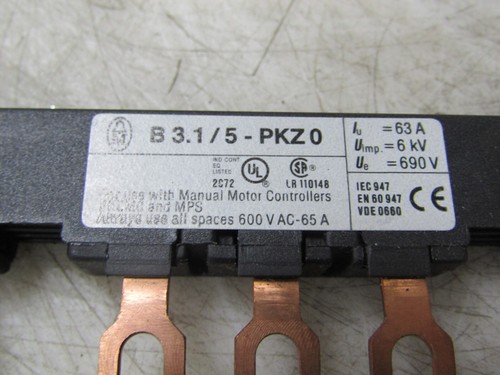 B 3.1 / 5 - PKZ 0
Iu = 63 A
Uimp. = 6 kV
Ue = 690 V
IND CONT
EQ
LISTED
2C72
UL
LR 110148
IEC 947
EN 60 947
VDE 0660
CE
use with Manual Motor Controllers
and MPS
Always use all spaces 600 V AC-65 A